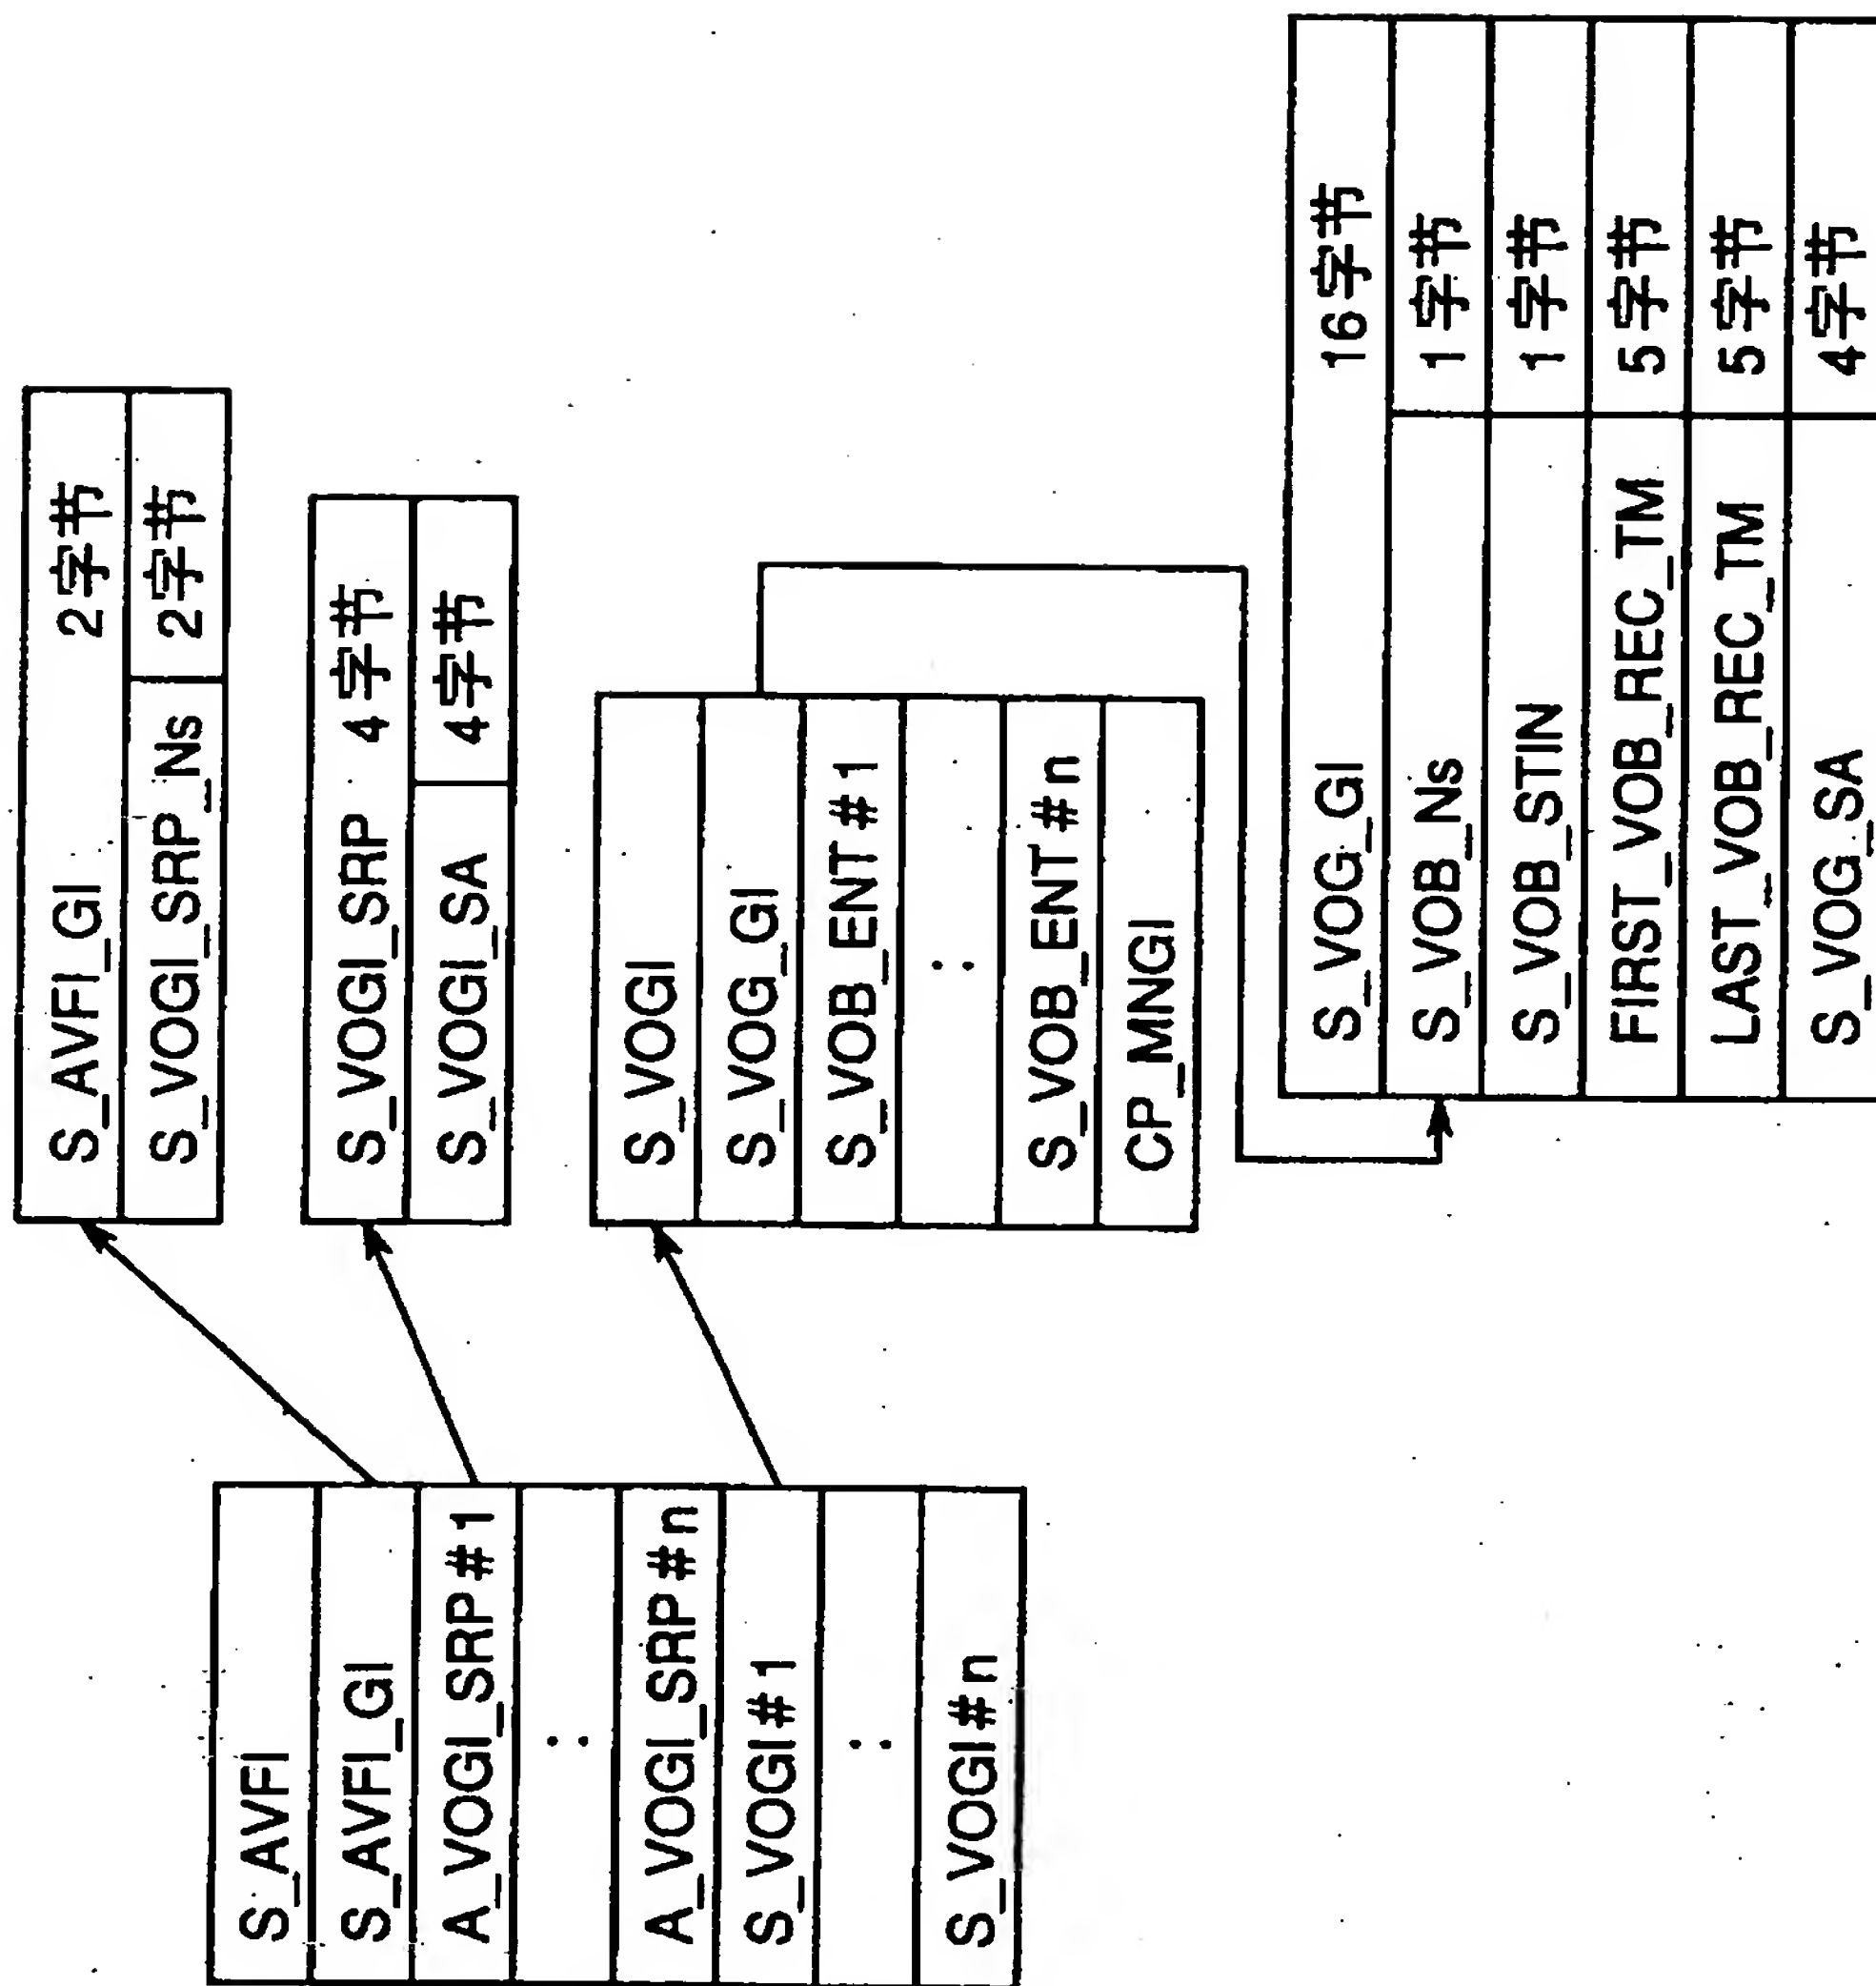 S_AVFI
S_AVFI_GI
A_VOGI_SRP#1
:
A_VOGI_SRP#n
S_VOGI#1
:
S_VOGI#n
S_AVFI_GI 2字节
S_VOGI_SRP_Ns 2字节
S_VOGI_SRP 4字节
S_VOGI_SA 4字节
S_VOGI
S_VOG_GI
S_VOB_ENT#1
:
S_VOB_ENT#n
CP_MNGI
S_VOG_GI 16字节
S_VOB_Ns 1字节
S_VOB_STIN 1字节
FIRST_VOB_REC_TM 5字节
LAST_VOB_REC_TM 5字节
S_VOG_SA 4字节